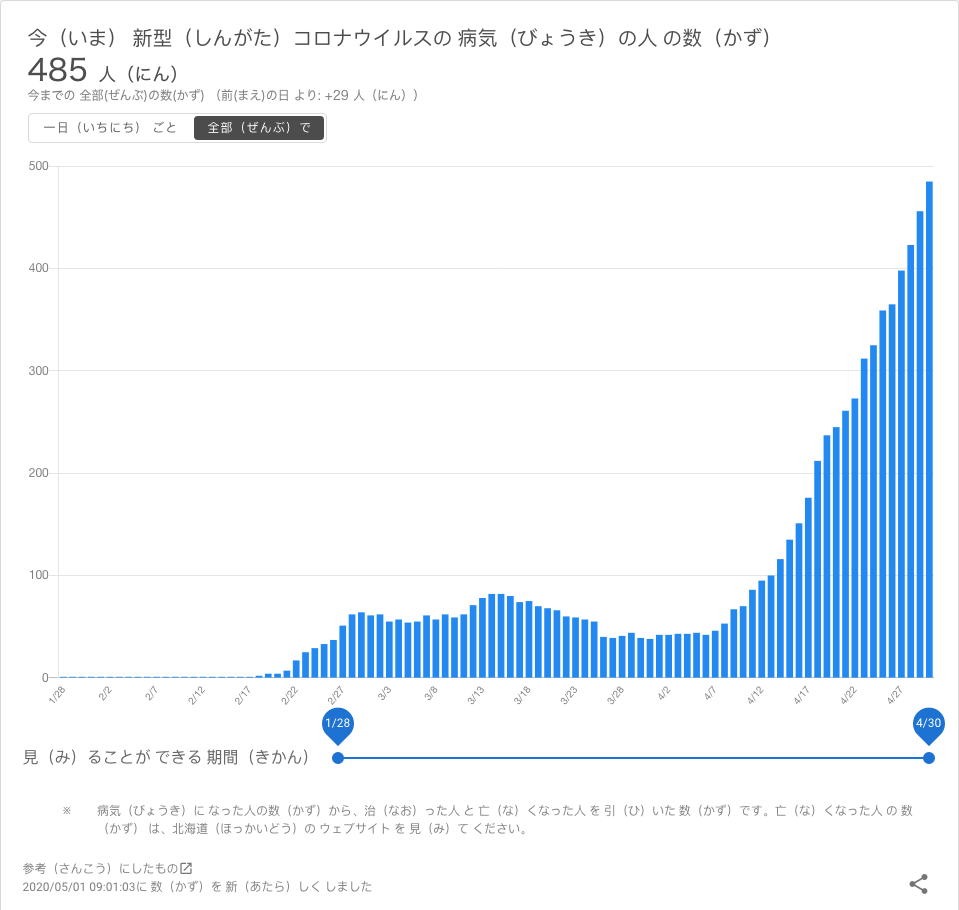 今（いま） 新型（しんがた）コロナウイルスの 病気（びょうき）の人 の数（かず）
485 人（にん）
今までの 全部(ぜんぶ)の数(かず) （前(まえ)の日 より: +29 人（にん））
一日（いちにち） ごと 全部（ぜんぶ）で
500
400
300
200
100
0
1/28 2/2 2/7 2/12 2/17 2/22 2/27 3/3 3/8 3/13 3/18 3/23 3/28 4/2 4/7 4/12 4/17 4/22 4/27
1/28 4/30
見（み）ることが できる 期間（きかん）
※ 病気（びょうき）に なった人の数（かず）から、治（なお）った人 と 亡（な）くなった人 を 引（ひ）いた 数（かず）です。亡（な）くなった人 の 数
（かず） は、北海道（ほっかいどう）の ウェブサイト を 見（み）て ください。
参考（さんこう）にしたもの
2020/05/01 09:01:03に 数（かず）を 新（あたら）しく しました